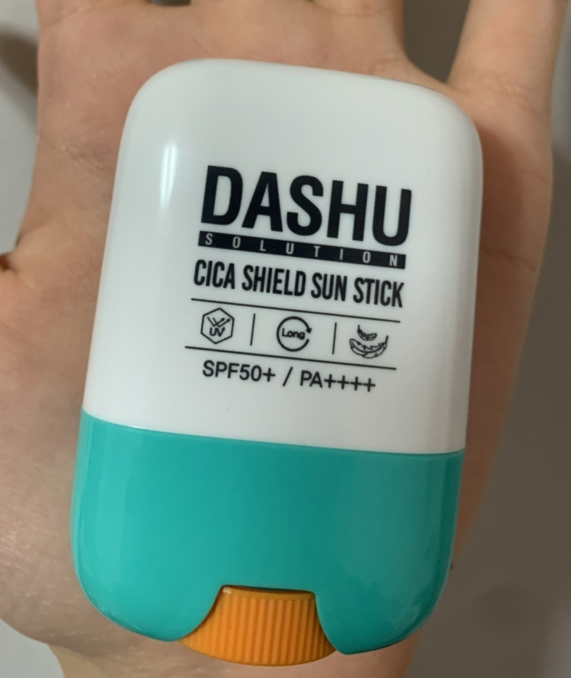 DASHU
SOLUTION
CICA SHIELD SUN STICK
UV
Long
SPF50+ / PA++++